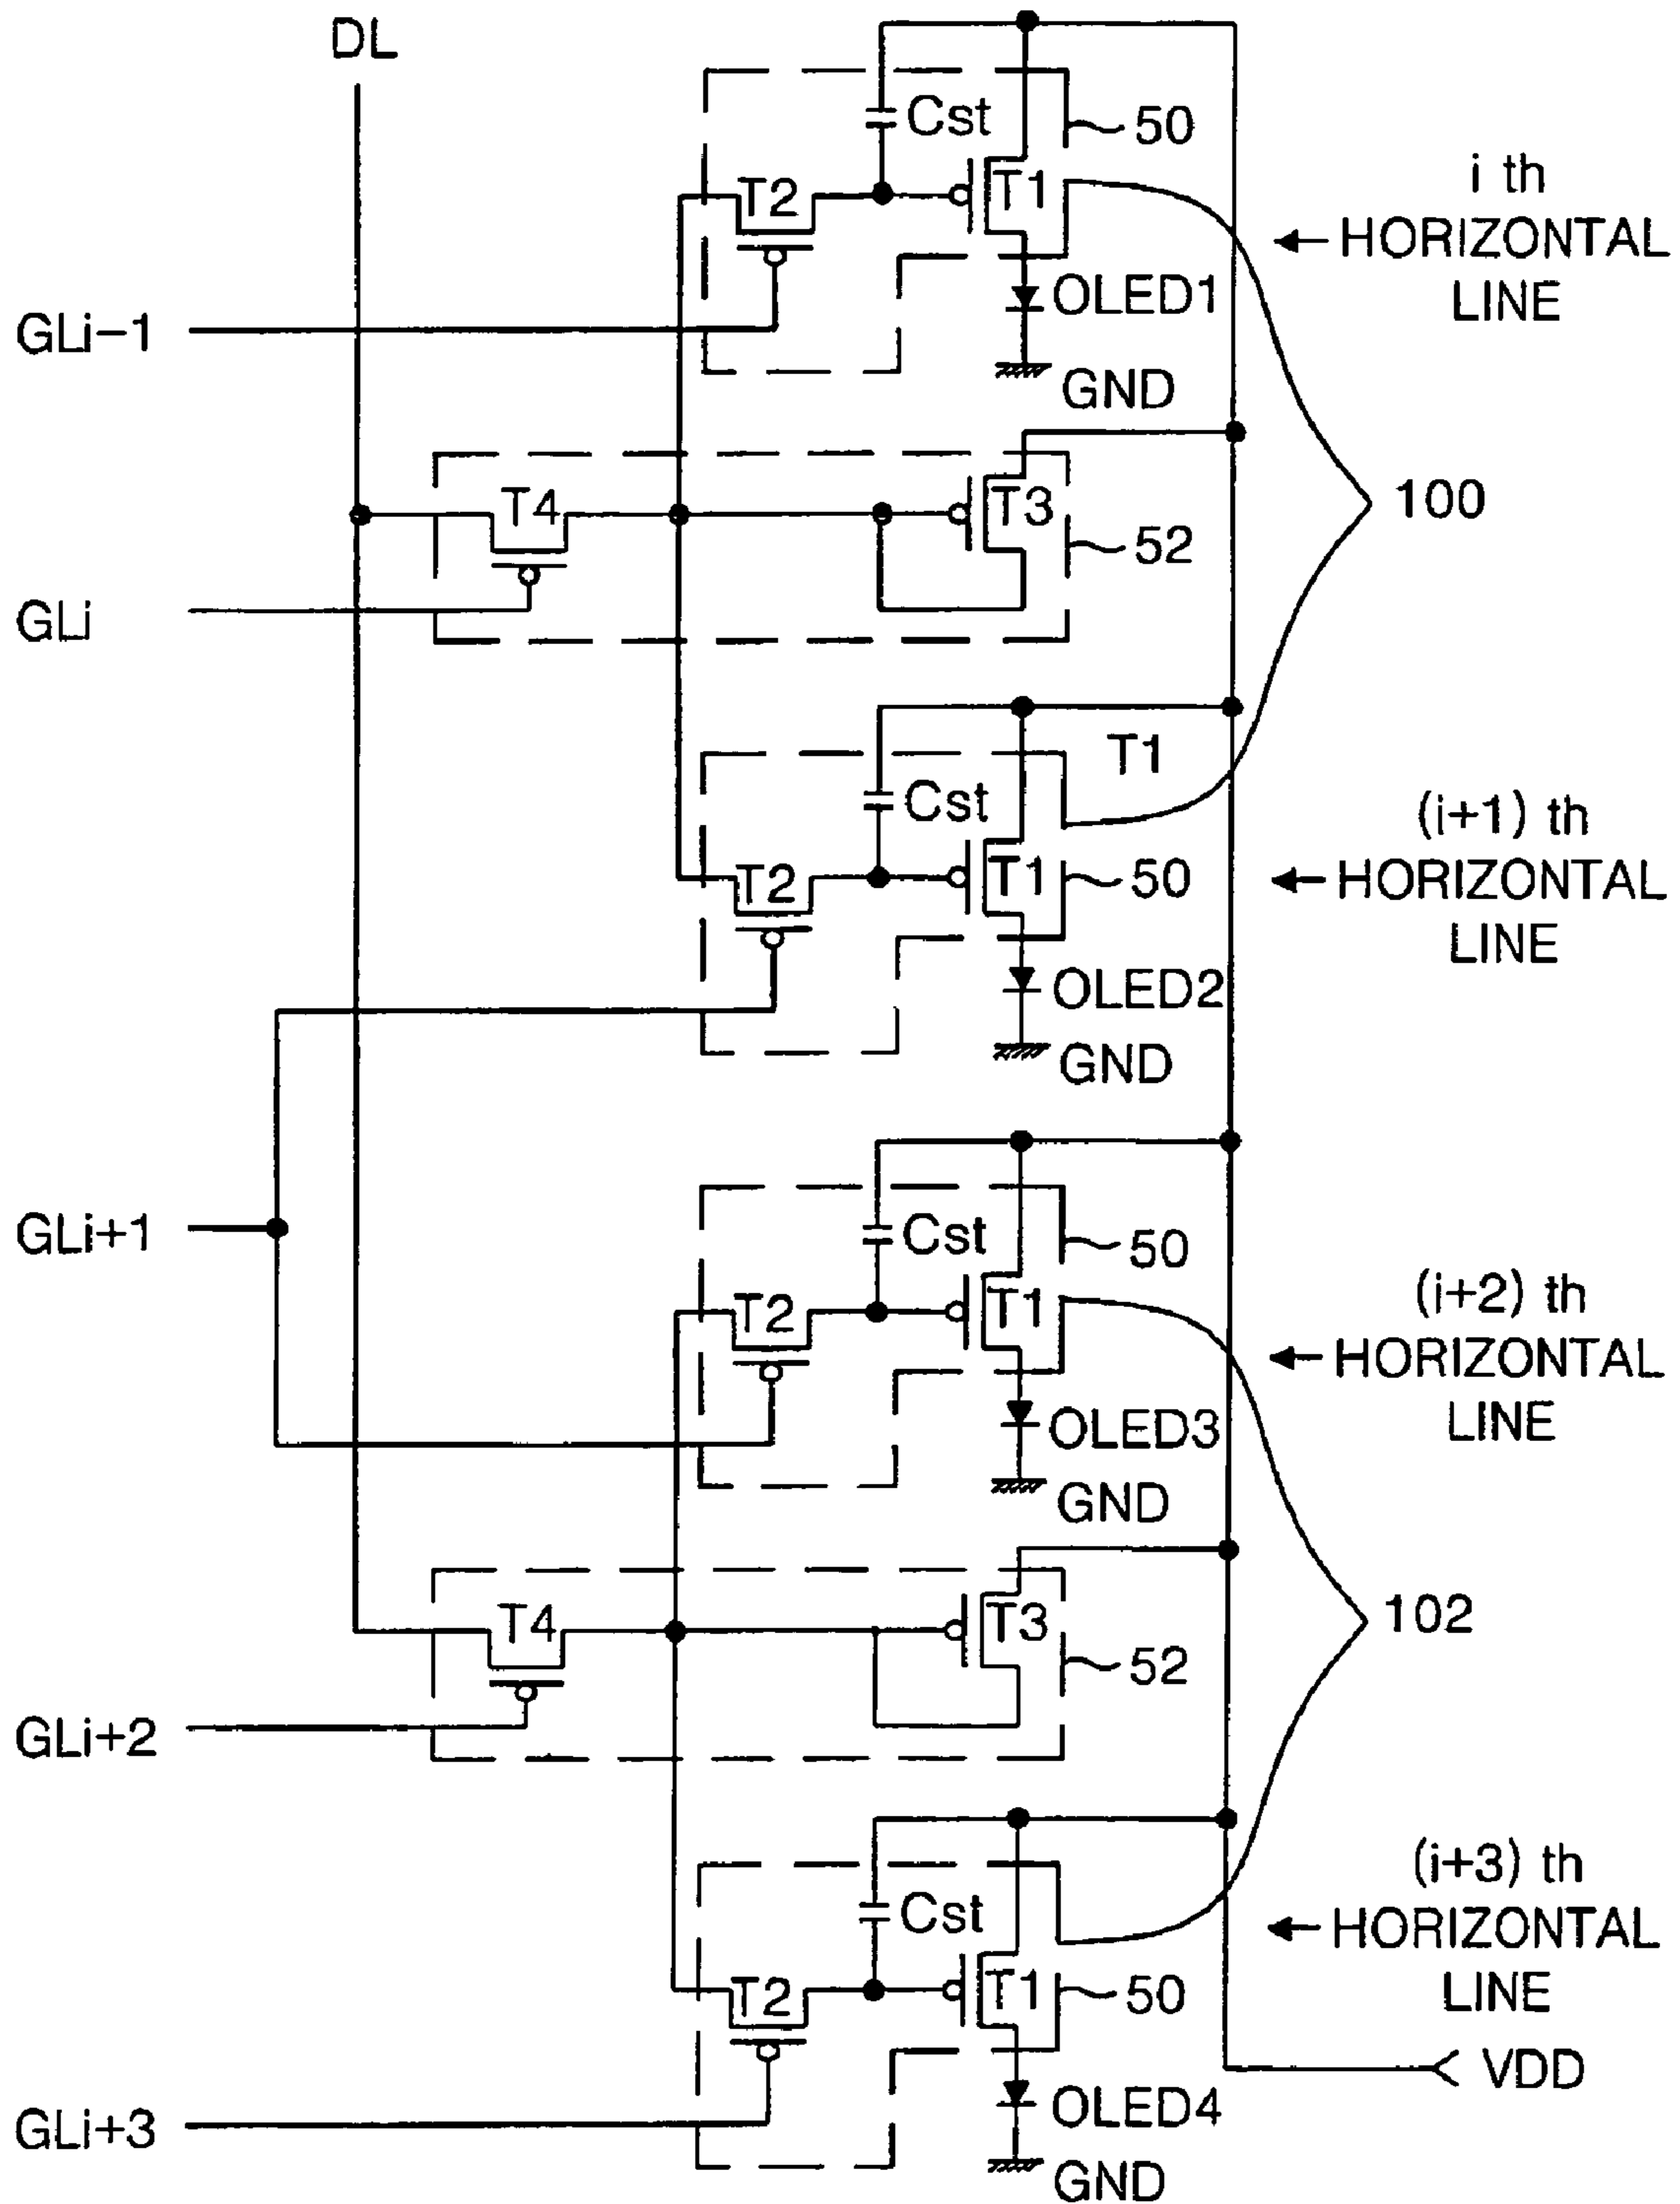 DL
Cst
50
T2
T1
i th
HORIZONTAL
LINE
OLED1
GLi-1
GND
T4
T3
100
52
GLi
T1
Cst
(i+1) th
T2
T1
50
HORIZONTAL
LINE
OLED2
GND
GLi+1
Cst
50
T2
T1
(i+2) th
HORIZONTAL
LINE
OLED3
GND
T4
T3
102
52
GLi+2
Cst
(i+3) th
HORIZONTAL
LINE
T2
T1
50
VDD
OLED4
GLi+3
GND